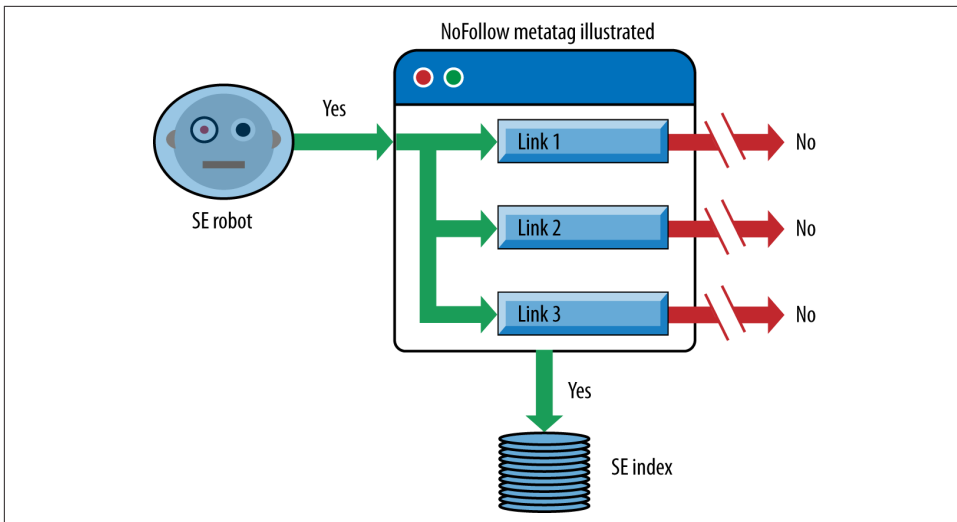 NoFollow metatag illustrated
Yes
Link 1
No
SE robot
Link 2
No
Link 3
No
Yes
SE index